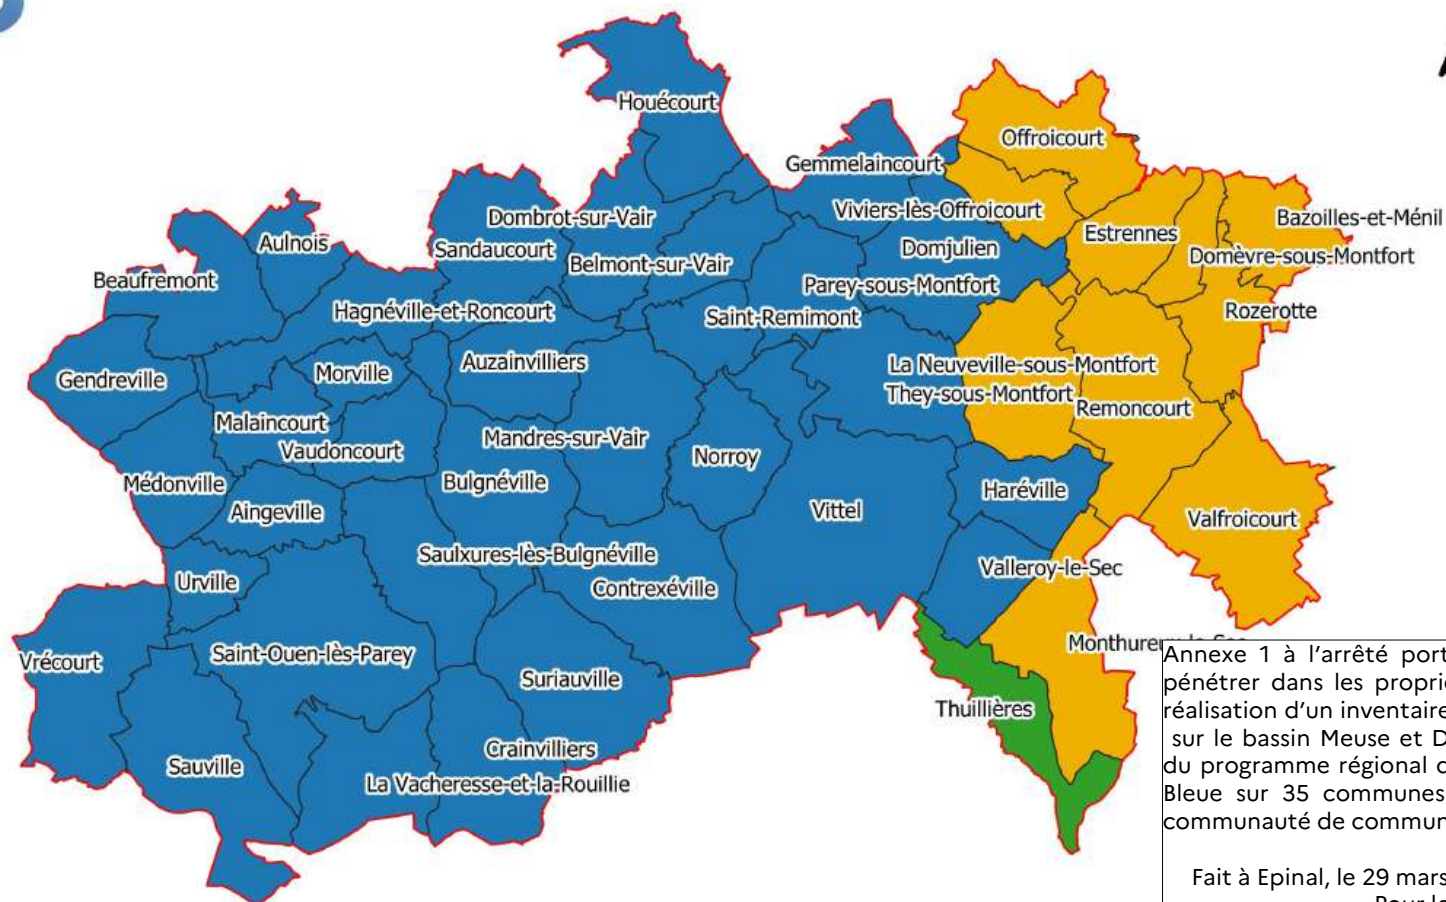 Houécourt
Offroicourt
Gemmelaincourt
Dombrot-sur-Vair
Viviers-lès-Offroicourt
Bazoilles-et-Ménil
Aulnois
Sandaucourt
Estrennes
Domjulien
Belmont-sur-Vair
Domèvre-sous-Montfort
Beaufremont
Parey-sous-Montfort
Hagnéville-et-Roncourt
Saint-Remimont
Rozerotte
Auzainvilliers
La Neuveville-sous-Montfort
Morville
Gendreville
They-sous-Montfort
Remoncourt
Malaincourt
Mandres-sur-Vair
Vaudoncourt
Norroy
Médonville
Bulgnéville
Haréville
Aingeville
Vittel
Valfroicourt
Saulxures-lès-Bulgnéville
Valleroy-le-Sec
Urville
Contrexéville
Saint-Ouen-lès-Parey
Monthureux-le-Sec
Vrécourt
Suriauville
Thuillières
Crainvilliers
Sauville
La Vacheresse-et-la-Rouillie
Annexe 1 à l'arrêté port
pénétrer dans les proprié
réalisation d'un inventaire
sur le bassin Meuse et D
du programme régional d
Bleue sur 35 communes
communauté de commun
Fait à Epinal, le 29 mars